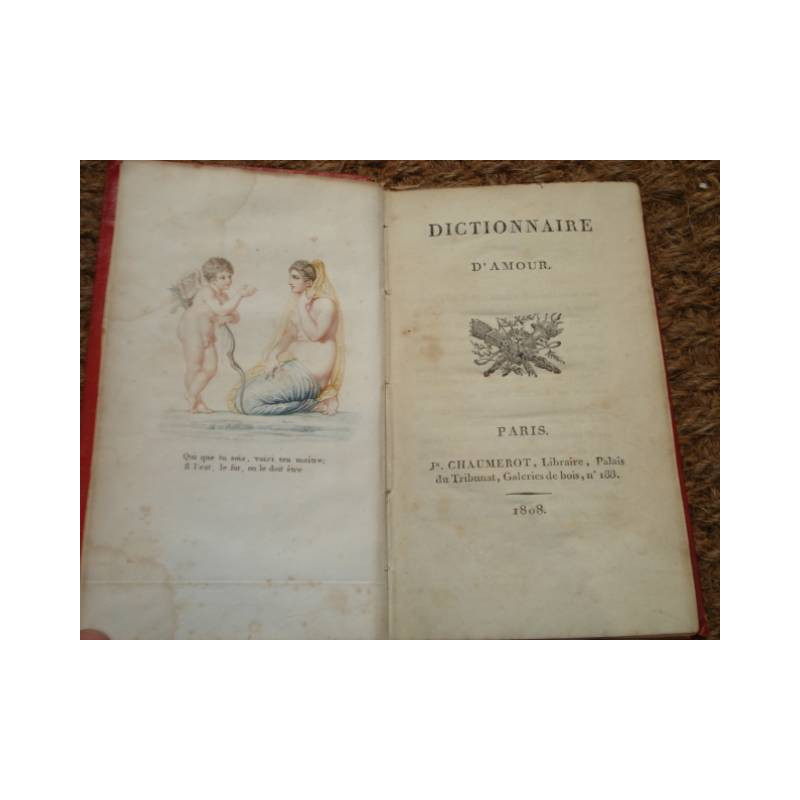 Qui que tu sois, voici ton maître;
Il l'est, le fut, ou le doit être
DICTIONNAIRE
D'AMOUR.
PARIS.
Jh. CHAUMEROT, Libraire, Palais
du Tribunat, Galeries de bois, n° 188.
1808.